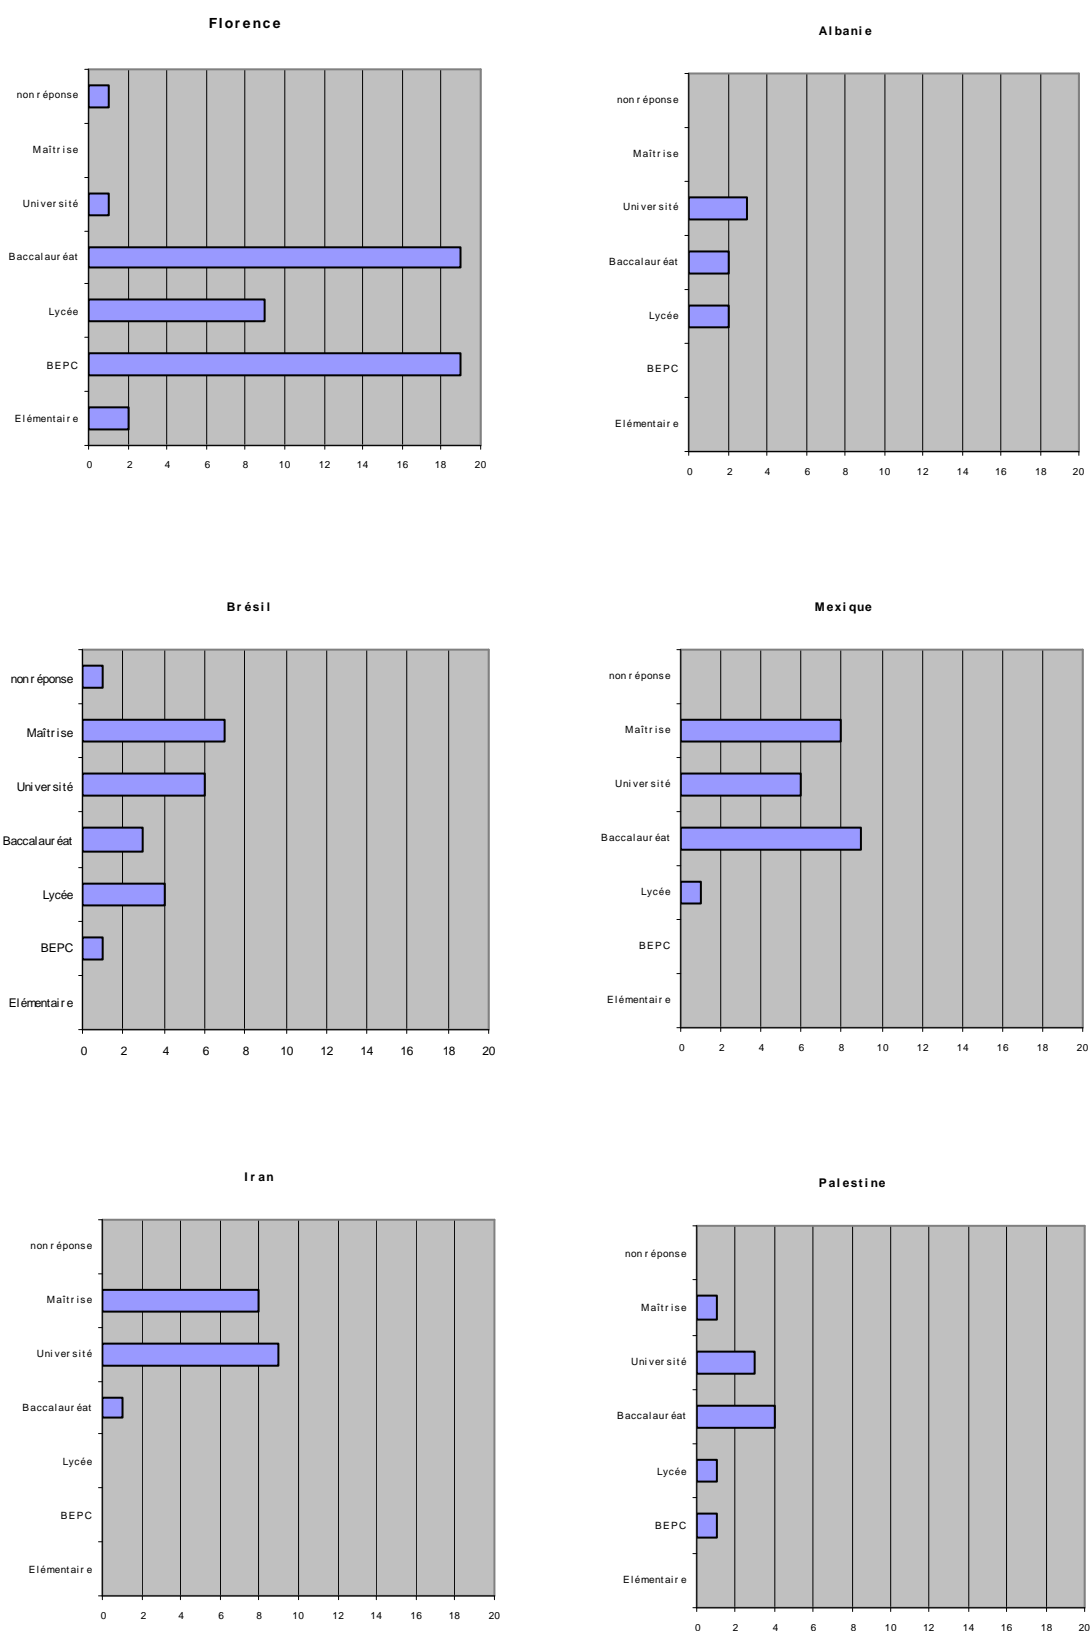 Florence
non réponse
Maîtrise
Université
Baccalauréat
Lycée
BEPC
Elémentaire
0 2 4 6 8 10 12 14 16 18 20
Albanie
non réponse
Maîtrise
Université
Baccalauréat
Lycée
BEPC
Elémentaire
0 2 4 6 8 10 12 14 16 18 20
Brésil
non réponse
Maîtrise
Université
Baccalauréat
Lycée
BEPC
Elémentaire
0 2 4 6 8 10 12 14 16 18 20
Mexique
non réponse
Maîtrise
Université
Baccalauréat
Lycée
BEPC
Elémentaire
0 2 4 6 8 10 12 14 16 18 20
Iran
non réponse
Maîtrise
Université
Baccalauréat
Lycée
BEPC
Elémentaire
0 2 4 6 8 10 12 14 16 18 20
Palestine
non réponse
Maîtrise
Université
Baccalauréat
Lycée
BEPC
Elémentaire
0 2 4 6 8 10 12 14 16 18 20